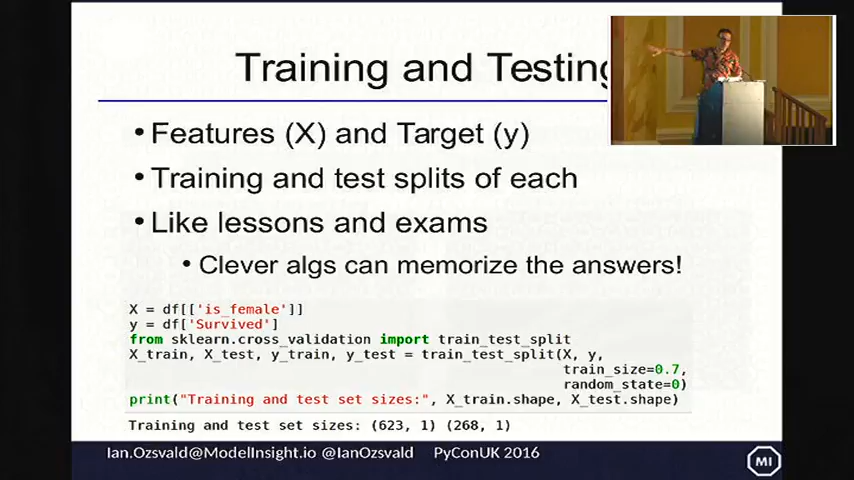 Training and Testing
• Features (X) and Target (y)
• Training and test splits of each
• Like lessons and exams
• Clever algs can memorize the answers!
X = df[['is_female']]
y = df['Survived']
from sklearn.cross_validation import train_test_split
X_train, X_test, y_train, y_test = train_test_split(X, y,
train_size=0.7,
random_state=0)
print("Training and test set sizes:", X_train.shape, X_test.shape)
Training and test set sizes: (623, 1) (268, 1)
Ian.Ozsvald@ModelInsight.io @IanOzsvald PyConUK 2016
MI